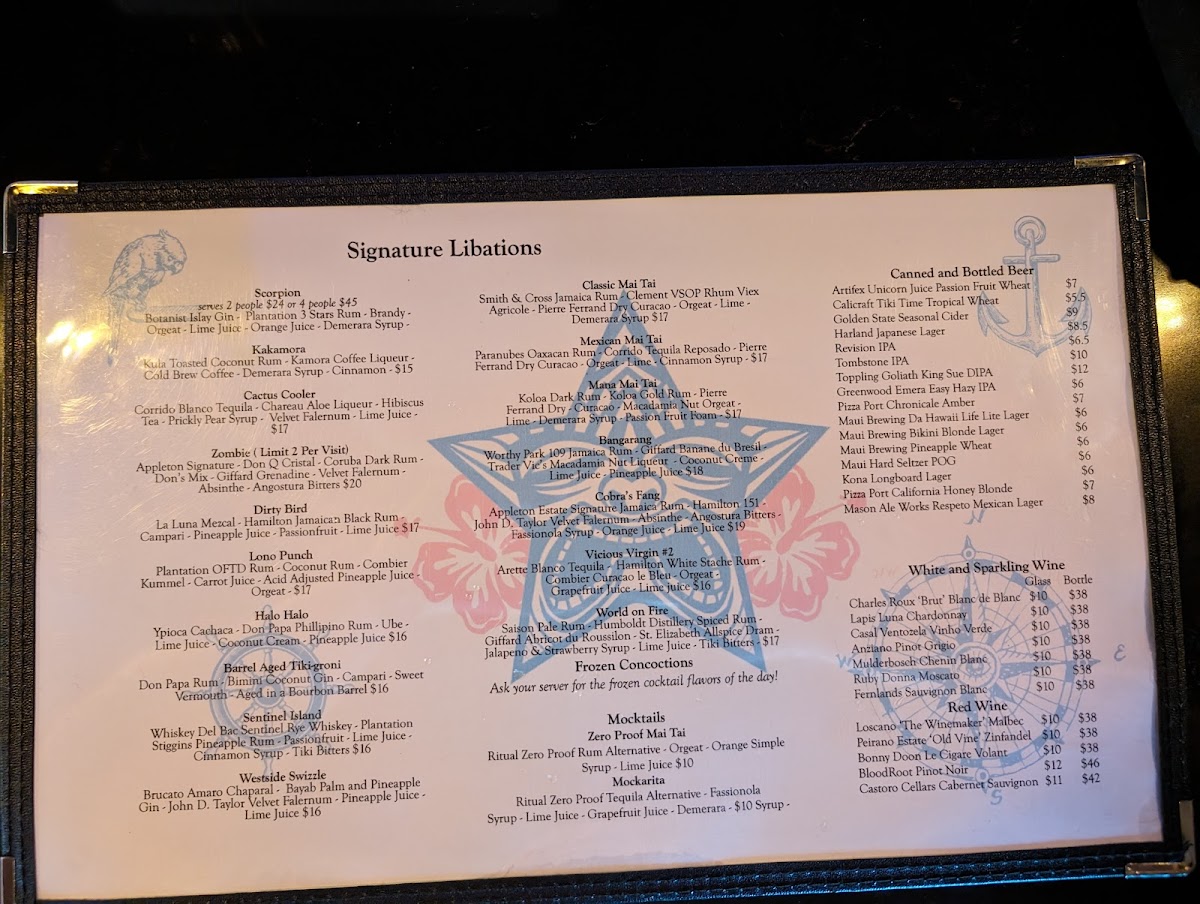 Signature Libations
Scorpion
serves 2 people $24 or 4 people $45
Botanist Islay Gin - Plantation 3 Stars Rum - Brandy -
Orgeat - Lime Juice - Orange Juice - Demerara Syrup -
Kakamora
Kula Toasted Coconut Rum - Kamora Coffee Liqueur -
Cold Brew Coffee - Demerara Syrup - Cinnamon - $15
Cactus Cooler
Corrido Blanco Tequila - Chareau Aloe Liqueur - Hibiscus
Tea - Prickly Pear Syrup - Velvet Falernum - Lime Juice -
$17
Zombie ( Limit 2 Per Visit)
Appleton Signature - Don Q Cristal - Coruba Dark Rum -
Don's Mix - Giffard Grenadine - Velvet Falernum -
Absinthe - Angostura Bitters $20
Dirty Bird
La Luna Mezcal - Hamilton Jamaican Black Rum -
Campari - Pineapple Juice - Passionfruit - Lime Juice $17
Lono Punch
Plantation OFTD Rum - Coconut Rum - Combier
Kummel - Carrot Juice - Acid Adjusted Pineapple Juice -
Orgeat - $17
Halo Halo
Ypioca Cachaca - Don Papa Phillipino Rum - Ube -
Lime Juice - Coconut Cream - Pineapple Juice $16
Barrel Aged Tiki-groni
Don Papa Rum - Bimini Coconut Gin - Campari - Sweet
Vermouth - Aged in a Bourbon Barrel $16
Sentinel Island
Whiskey Del Bac Sentinel Rye Whiskey - Plantation
Stiggins Pineapple Rum - Passionfruit - Lime Juice -
Cinnamon Syrup - Tiki Bitters $16
Westside Swizzle
Brucato Amaro Chaparal - Bayab Palm and Pineapple
Gin - John D. Taylor Velvet Falernum - Pineapple Juice -
Lime Juice $16
Classic Mai Tai
Smith & Cross Jamaica Rum - Clement VSOP Rhum Viex
Agricole - Pierre Ferrand Dry Curacao - Orgeat - Lime -
Demerara Syrup $17
Mexican Mai Tai
Paranubes Oaxacan Rum - Corrido Tequila Reposado - Pierre
Ferrand Dry Curacao - Orgeat - Lime - Cinnamon Syrup - $17
Mana Mai Tai
Koloa Dark Rum - Koloa Gold Rum - Pierre
Ferrand Dry - Curacao - Macadamia Nut Orgeat -
Lime - Demerara Syrup - Passion Fruit Foam - $17
Bangarang
Worthy Park 109 Jamaica Rum - Giffard Banane du Bresil -
Trader Vic's Macadamia Nut Liqueur - Coconut Creme -
Lime Juice - Pineapple Juice $18
Cobra's Fang
Appleton Estate Signature Jamaica Rum - Hamilton 151 -
John D. Taylor Velvet Falernum - Absinthe - Angostura Bitters -
Fassionola Syrup - Orange Juice - Lime Juice $19
Vicious Virgin #2
Arette Blanco Tequila - Hamilton White Stache Rum -
Combier Curacao le Bleu - Orgeat -
Grapefruit Juice - Lime juice $16
World on Fire
Saison Pale Rum - Humboldt Distillery Spiced Rum -
Giffard Abricot du Roussilon - St. Elizabeth Allspice Dram -
Jalapeño & Strawberry Syrup - Lime Juice - Tiki Bitters - $17
Frozen Concoctions
Ask your server for the frozen cocktail flavors of the day!
Mocktails
Zero Proof Mai Tai
Ritual Zero Proof Rum Alternative - Orgeat - Orange Simple
Syrup - Lime Juice $10
Mockarita
Ritual Zero Proof Tequila Alternative - Fassionola
Syrup - Lime Juice - Grapefruit Juice - Demerara - $10 Syrup -
Canned and Bottled Beer
Artifex Unicorn Juice Passion Fruit Wheat $7
Calicraft Tiki Time Tropical Wheat $5.5
Golden State Seasonal Cider $9
Harland Japanese Lager $8.5
Revision IPA $6.5
Tombstone IPA $10
Toppling Goliath King Sue DIPA $12
Greenwood Emera Easy Hazy IPA $6
Pizza Port Chronicale Amber $7
Maui Brewing Da Hawaii Life Lite Lager $6
Maui Brewing Bikini Blonde Lager $6
Maui Brewing Pineapple Wheat $6
Maui Hard Seltzer POG $6
Kona Longboard Lager $6
Pizza Port California Honey Blonde $7
Mason Ale Works Respeto Mexican Lager $8
N
White and Sparkling Wine
Glass Bottle
Charles Roux 'Brut' Blanc de Blanc $10 $38
Lapis Luna Chardonnay $10 $38
Casal Ventozela Vinho Verde $10 $38
Anziano Pinot Grigio $10 $38
Mulderbosch Chenin Blanc $10 $38
Ruby Donna Moscato $10 $38
Fernlands Sauvignon Blanc $10 $38
W
E
Red Wine
Loscano 'The Winemaker' Malbec $10 $38
Peirano Estate 'Old Vine' Zinfandel $10 $38
Bonny Doon Le Cigare Volant $10 $38
BloodRoot Pinot Noir $12 $46
Castoro Cellars Cabernet Sauvignon $11 $42
S